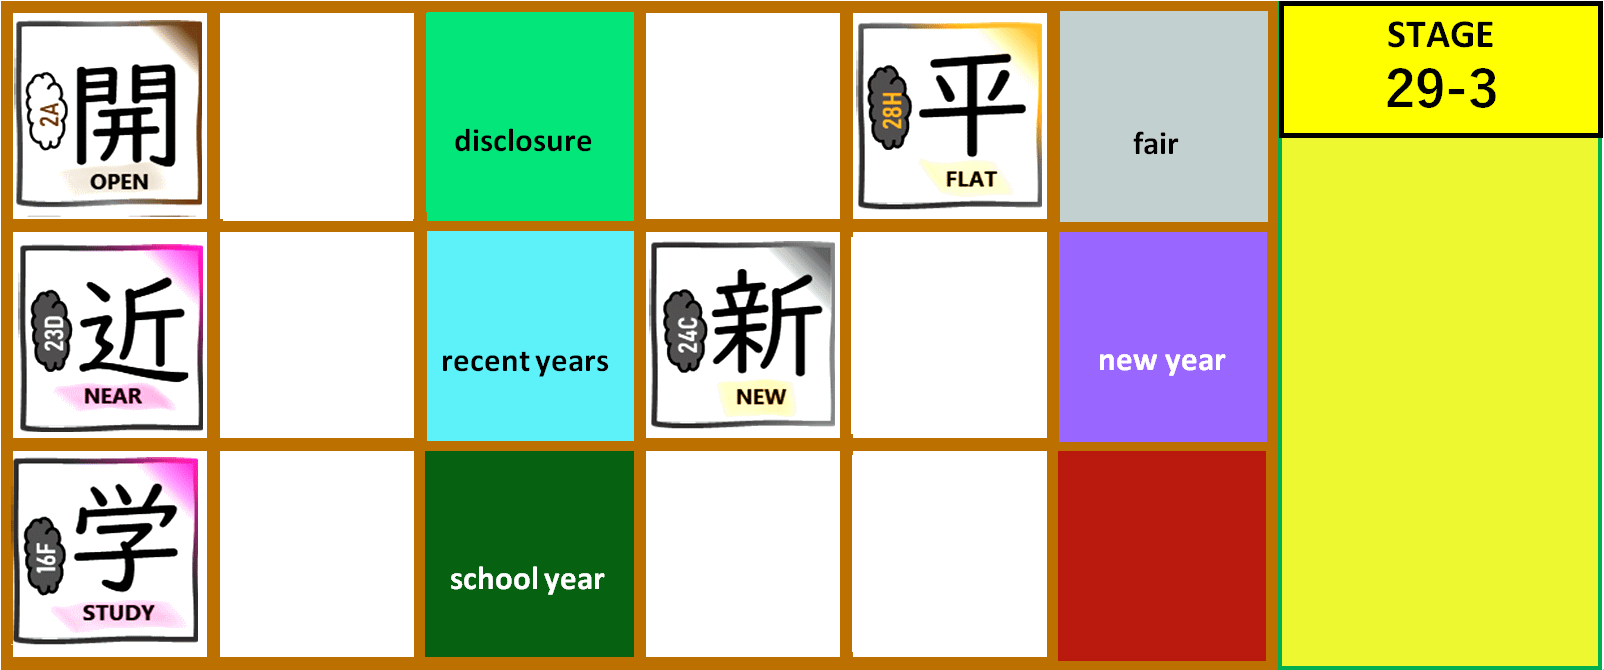 2A
開
OPEN
disclosure
28H
平
FLAT
fair
STAGE
29-3
23D
近
NEAR
recent years
24C
新
NEW
new year
16F
学
STUDY
school year